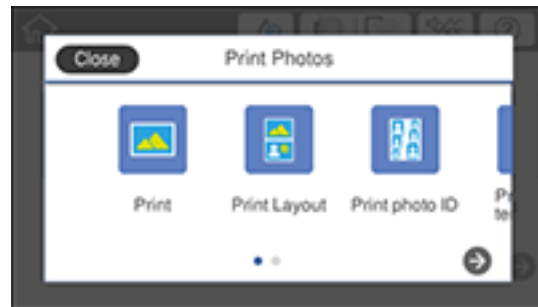 Close
Print Photos
Print
Print Layout
Print photo ID